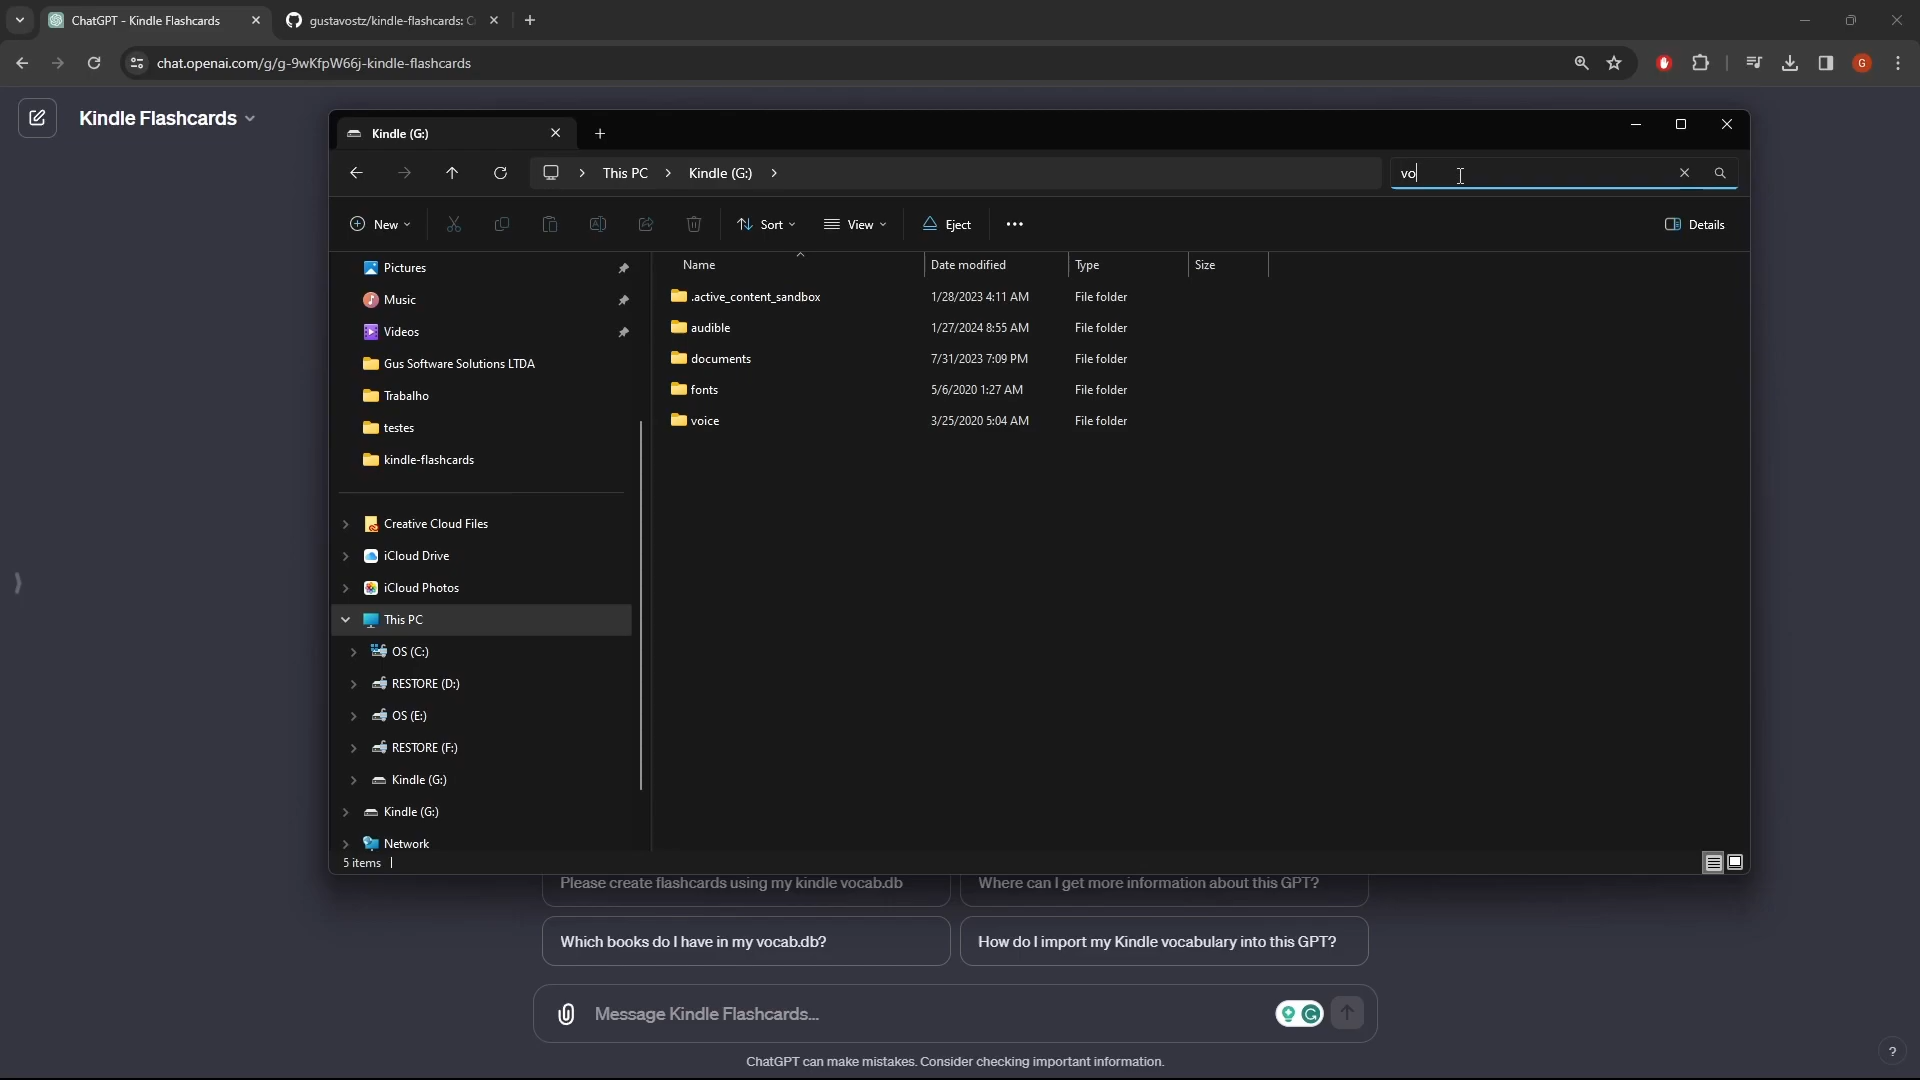 ChatGPT - Kindle Flashcards
gustavostz/kindle-flashcards: C
chat.openai.com/g/g-9wKfpW66j-kindle-flashcards
G
Kindle Flashcards
Kindle (G:)
This PC > Kindle (G:) >
vo
New
Sort
View
Eject
Details
Pictures
Music
Videos
Gus Software Solutions LTDA
Trabalho
testes
kindle-flashcards
Creative Cloud Files
iCloud Drive
iCloud Photos
This PC
OS (C:)
RESTORE (D:)
OS (E:)
RESTORE (F:)
Kindle (G:)
Kindle (G:)
Network
Name Date modified Type Size
.active_content_sandbox 1/28/2023 4:11 AM File folder
audible 1/27/2024 8:55 AM File folder
documents 7/31/2023 7:09 PM File folder
fonts 5/6/2020 1:27 AM File folder
voice 3/25/2020 5:04 AM File folder
5 items
Please create flashcards using my kindle vocab.db
Where can I get more information about this GPT?
Which books do I have in my vocab.db?
How do I import my Kindle vocabulary into this GPT?
Message Kindle Flashcards...
ChatGPT can make mistakes. Consider checking important information.
?